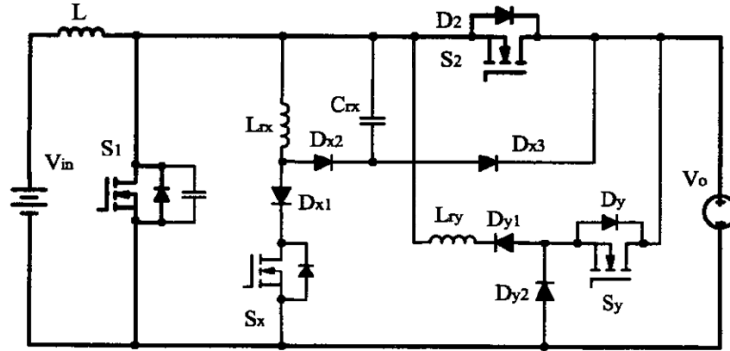 L
D2
S2
Crx
Lrx
Dx2
Dx3
S1
Vin
Dx1
Vo
Dy
Lry
Dy1
Dy2
Sy
Sx